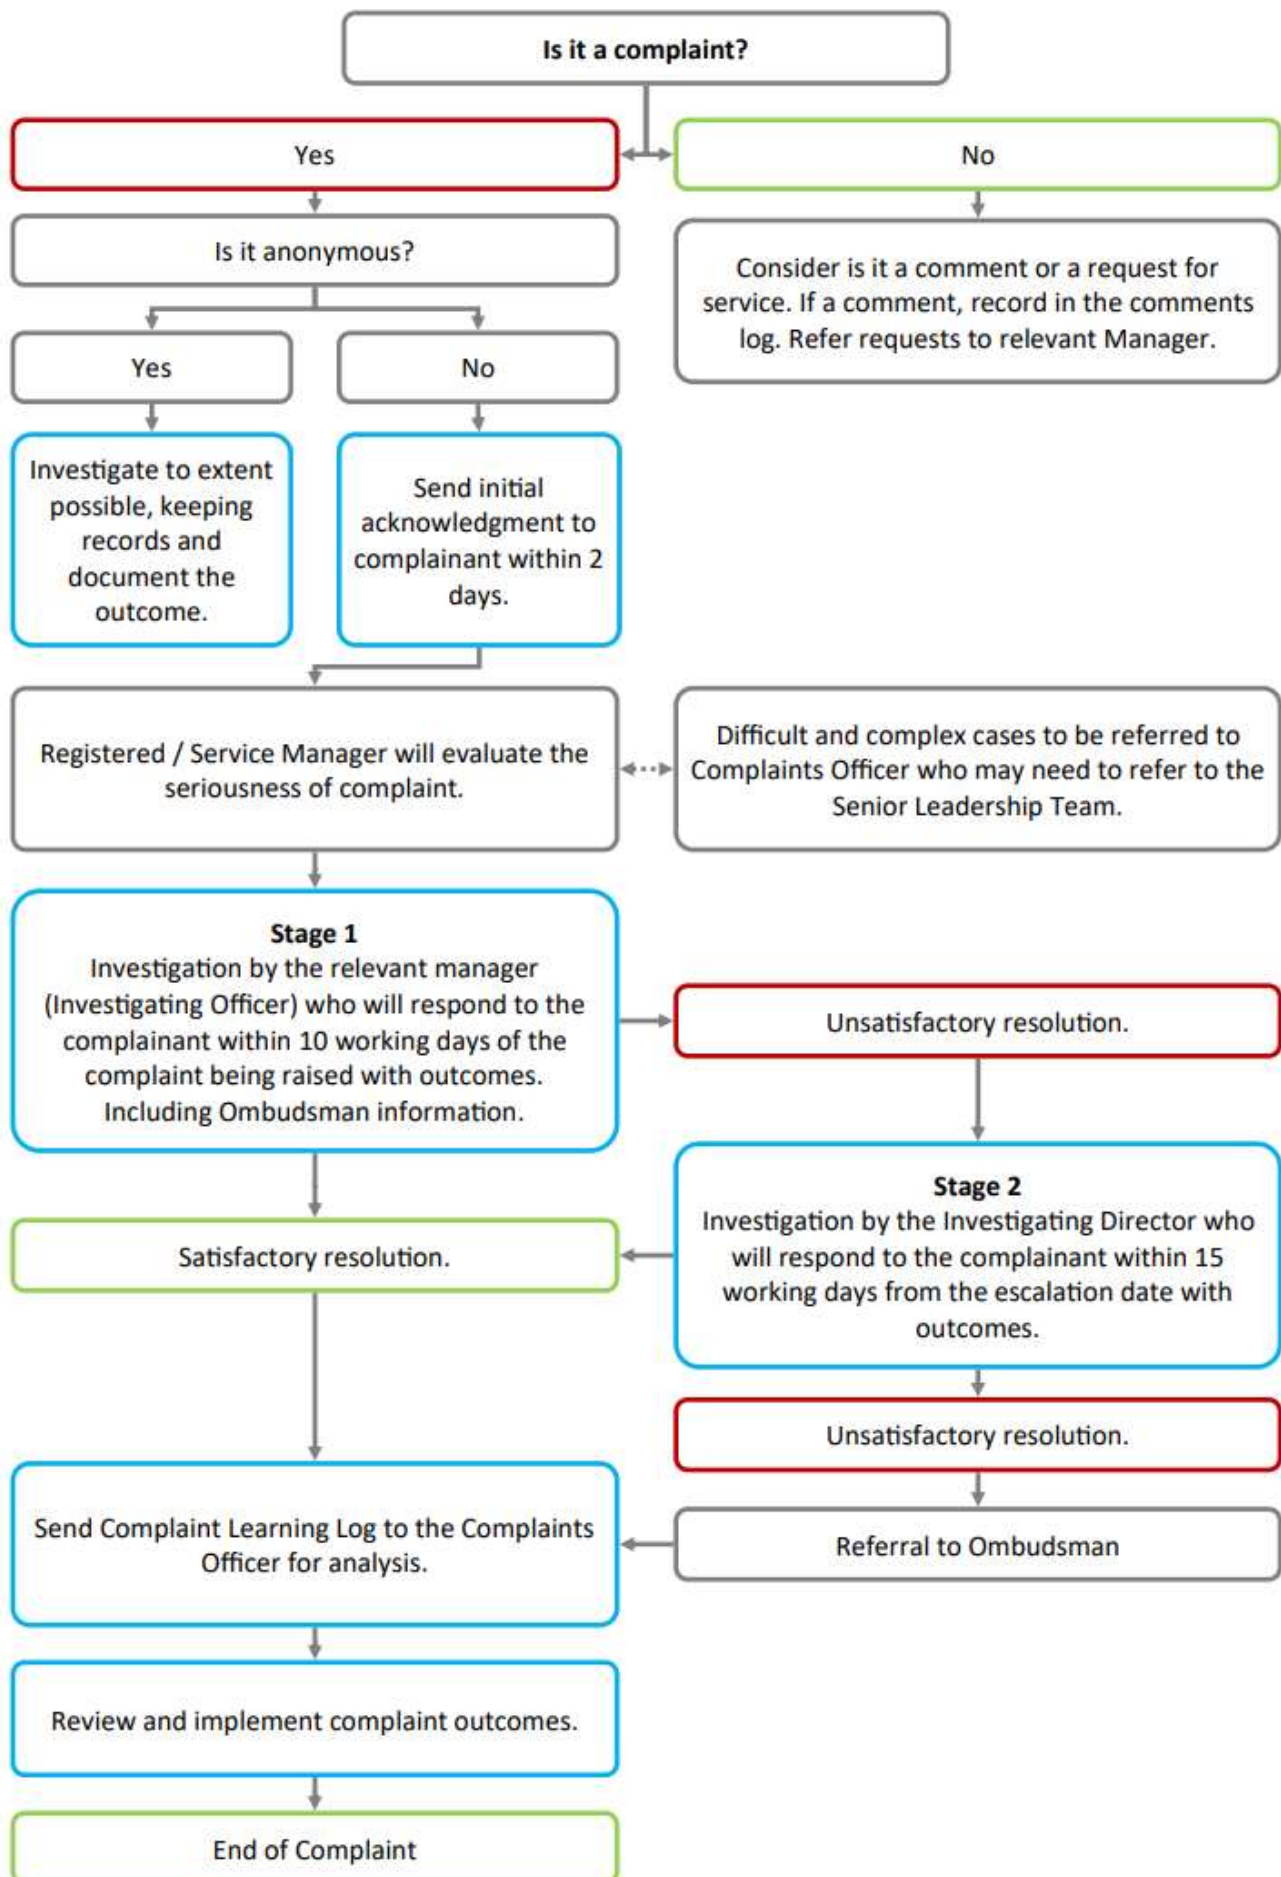 Is it a complaint?
Yes
No
Is it anonymous?
Consider is it a comment or a request for
service. If a comment, record in the comments
log. Refer requests to relevant Manager.
Yes
No
Investigate to extent
possible, keeping
records and
document the
outcome.
Send initial
acknowledgment to
complainant within 2
days.
Registered / Service Manager will evaluate the
seriousness of complaint.
Difficult and complex cases to be referred to
Complaints Officer who may need to refer to the
Senior Leadership Team.
Stage 1
Investigation by the relevant manager
(Investigating Officer) who will respond to the
complainant within 10 working days of the
complaint being raised with outcomes.
Including Ombudsman information.
Unsatisfactory resolution.
Stage 2
Investigation by the Investigating Director who
will respond to the complainant within 15
working days from the escalation date with
outcomes.
Satisfactory resolution.
Unsatisfactory resolution.
Send Complaint Learning Log to the Complaints
Officer for analysis.
Referral to Ombudsman
Review and implement complaint outcomes.
End of Complaint